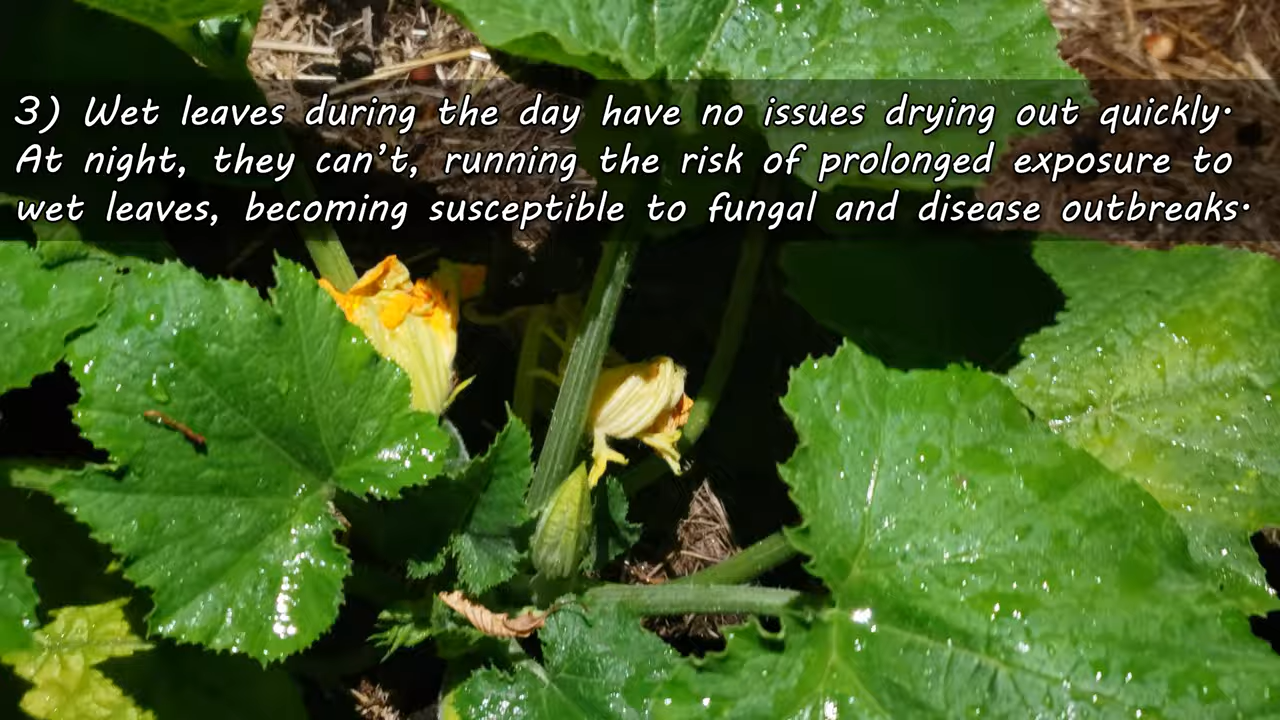 3) Wet leaves during the day have no issues drying out quickly.
At night, they can’t, running the risk of prolonged exposure to
wet leaves, becoming susceptible to fungal and disease outbreaks.